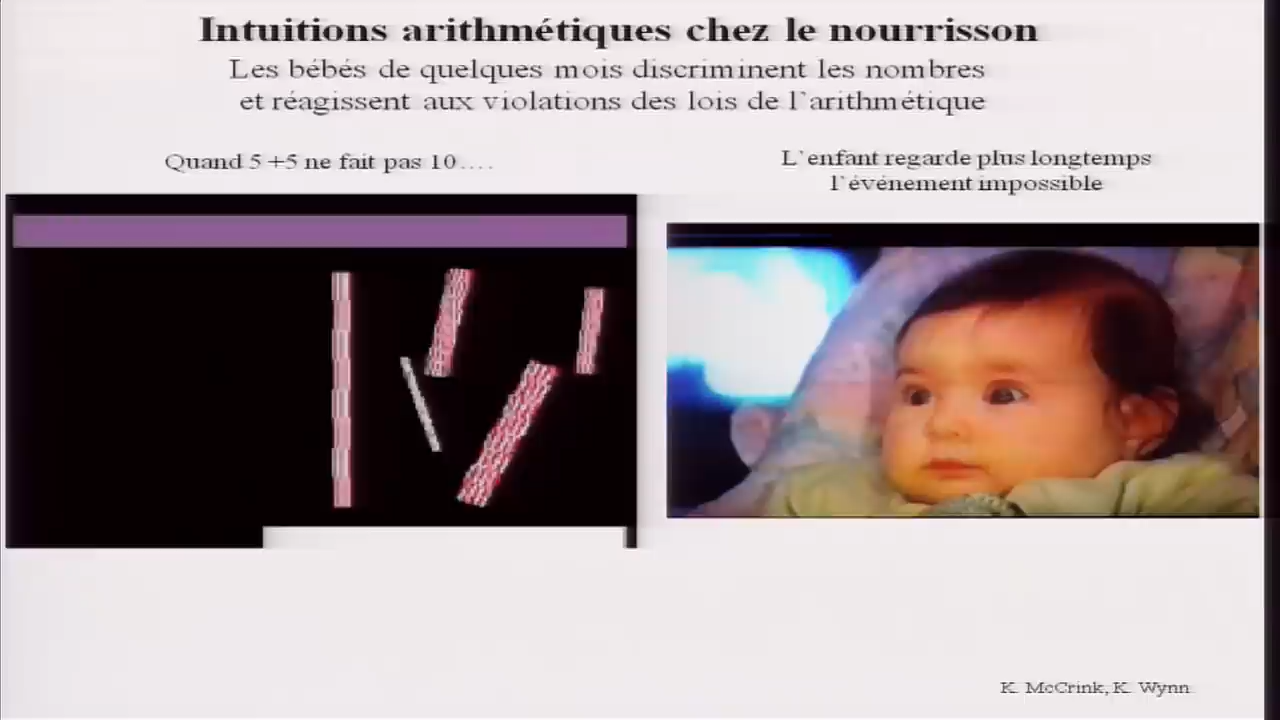 Intuitions arithmétiques chez le nourrisson
Les bébés de quelques mois discriminent les nombres
et réagissent aux violations des lois de l'arithmétique
Quand 5 +5 ne fait pas 10….
L'enfant regarde plus longtemps
l'événement impossible
K. McCrink, K. Wynn